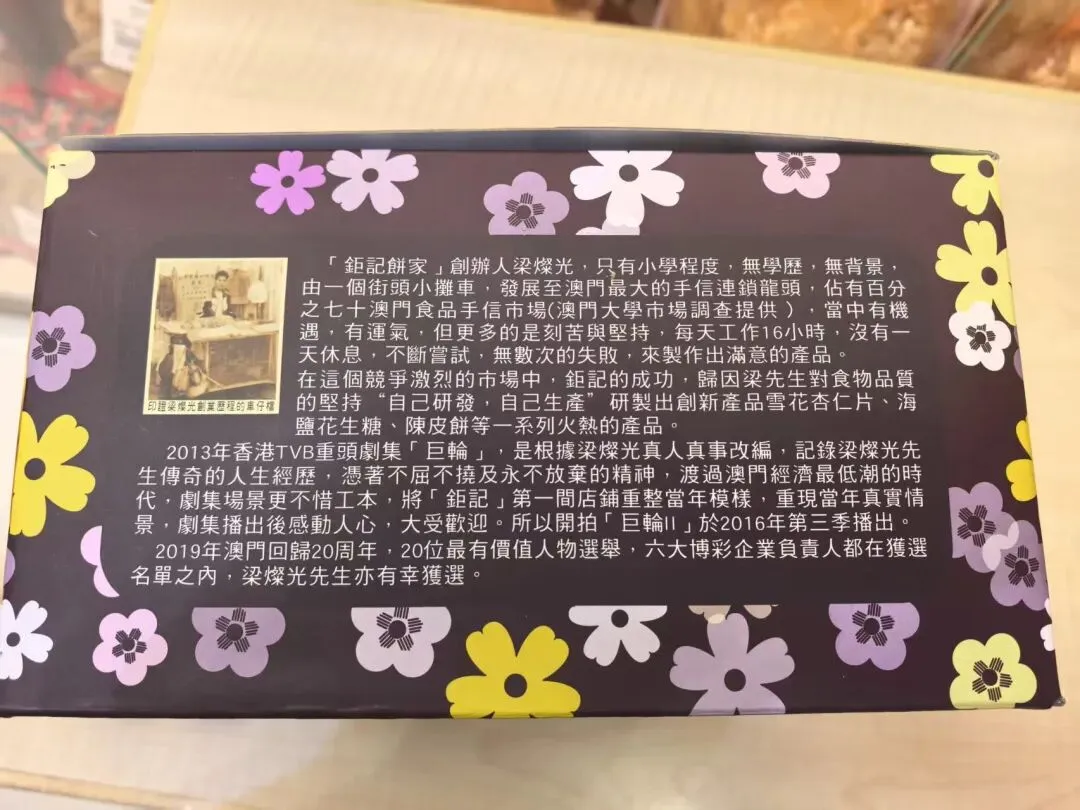 「鉅記餅家」創辦人梁燦光，只有小學程度，無學歷，無背景，
由一個街頭小攤車，發展至澳門最大的手信連鎖龍頭，佔有百分
之七十澳門食品手信市場(澳門大學市場調查提供），當中有機
遇，有運氣，但更多的是刻苦與堅持，每天工作16小時，沒有一
天休息，不斷嘗試，無數次的失敗，來製作出滿意的產品。
在這個競爭激烈的市場中，鉅記的成功，歸因梁先生對食物品質
的堅持“自己研發，自己生產”研製出創新產品雪花杏仁片、海
鹽花生糖、陳皮餅等一系列火熱的產品。
印證梁燦光創業歷程的車仔檔
2013年香港TVB重頭劇集「巨輪」，是根據梁燦光真人真事改編，記錄梁燦光先
生傳奇的人生經歷，憑著不屈不撓及永不放棄的精神，渡過澳門經濟最低潮的時
代，劇集場景更不惜工本，將「鉅記」第一間店鋪重整當年模樣，重現當年真實情
景，劇集播出後感動人心，大受歡迎。所以開拍「巨輪II」於2016年第三季播出。
2019年澳門回歸20周年，20位最有價值人物選舉，六大博彩企業負責人都在獲選
名單之內，梁燦光先生亦有幸獲選。